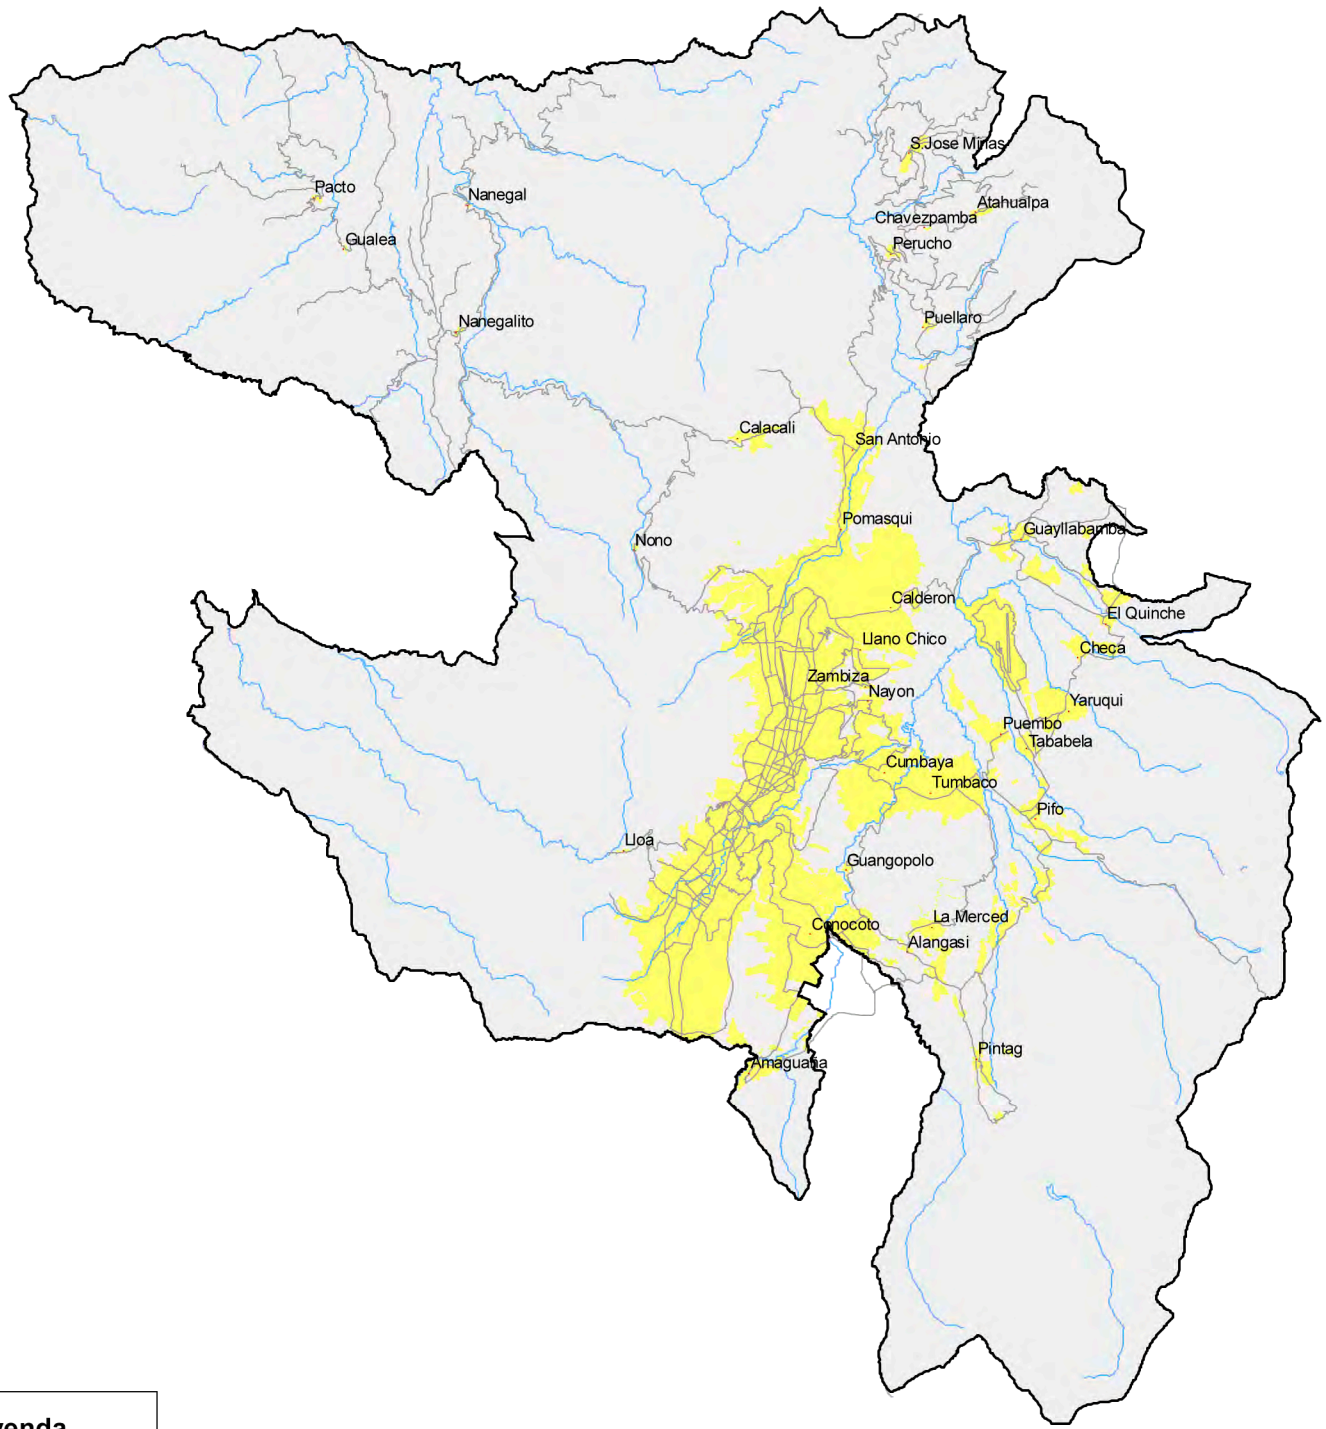 S.Jose Minas
Pacto
Nanegal
Atahualpa
Chavezpamba
Gualea
Perucho
Nanegalito
Puellaro
Calacali
San Antonio
Pomasqui
Guayllabamba
Nono
Calderon
El Quinche
Llano Chico
Checa
Zambiza
Nayon
Yaruqui
Puembo
Tababela
Cumbaya
Tumbaco
Pifo
Lloa
Guangopolo
La Merced
Conocoto
Alangasi
Pintag
Amaguaña